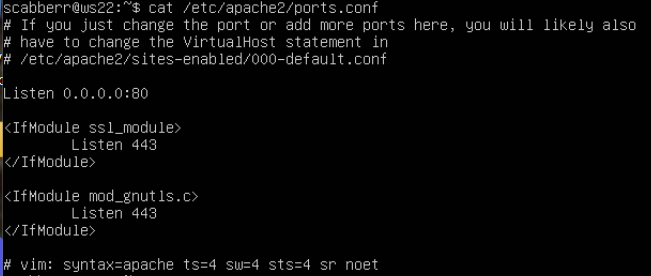 scabberr@ws22:~$ cat /etc/apache2/ports.conf
# If you just change the port or add more ports here, you will likely also
# have to change the VirtualHost statement in
# /etc/apache2/sites-enabled/000-default.conf
Listen 0.0.0.0:80
<IfModule ssl_module>
Listen 443
</IfModule>
<IfModule mod_gnutls.c>
Listen 443
</IfModule>
# vim: syntax=apache ts=4 sw=4 sts=4 sr noet